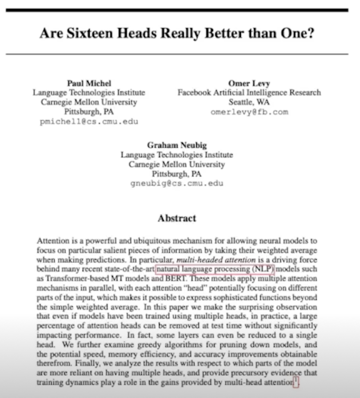 Are Sixteen Heads Really Better than One?
Paul Michel
Language Technologies Institute
Carnegie Mellon University
Pittsburgh, PA
pmichel1@cs.cmu.edu
Omer Levy
Facebook Artificial Intelligence Research
Seattle, WA
omerlevy@fb.com
Graham Neubig
Language Technologies Institute
Carnegie Mellon University
Pittsburgh, PA
gneubig@cs.cmu.edu
Abstract
Attention is a powerful and ubiquitous mechanism for allowing neural models to
focus on particular salient pieces of information by taking their weighted average
when making predictions. In particular, multi-headed attention is a driving force
behind many recent state-of-the-art natural language processing (NLP) models such
as Transformer-based MT models and BERT. These models apply multiple attention
mechanisms in parallel, with each attention "head" potentially focusing on different
parts of the input, which makes it possible to express sophisticated functions beyond
the simple weighted average. In this paper we make the surprising observation
that even if models have been trained using multiple heads, in practice, a large
percentage of attention heads can be removed at test time without significantly
impacting performance. In fact, some layers can even be reduced to a single
head. We further examine greedy algorithms for pruning down models, and
the potential speed, memory efficiency, and accuracy improvements obtainable
therefrom. Finally, we analyze the results with respect to which parts of the model
are more reliant on having multiple heads, and provide precursory evidence that
training dynamics play a role in the gains provided by multi-head attention1.